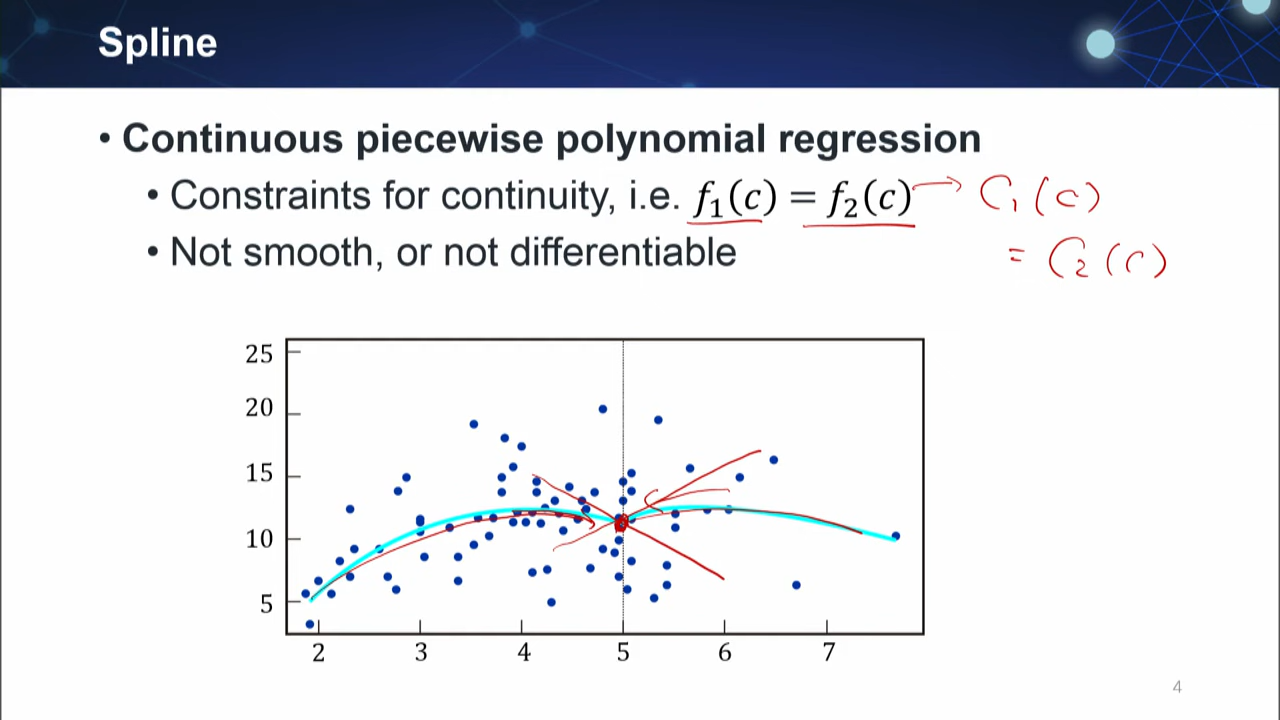 Spline
• Continuous piecewise polynomial regression
• Constraints for continuity, i.e. f₁(c) = f₂(c) → C₁(c)
• Not smooth, or not differentiable = C₂(c)
25
20
15
10
5
2 3 4 5 6 7
4